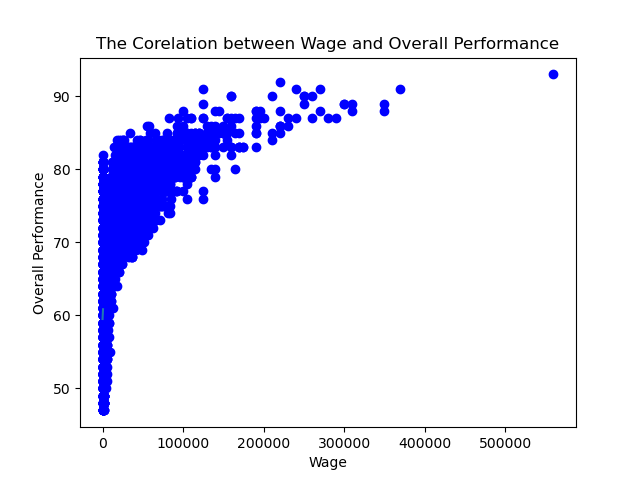 The Corelation between Wage and Overall Performance
90
80
70
60
50
Overall Performance
0 100000 200000 300000 400000 500000
Wage